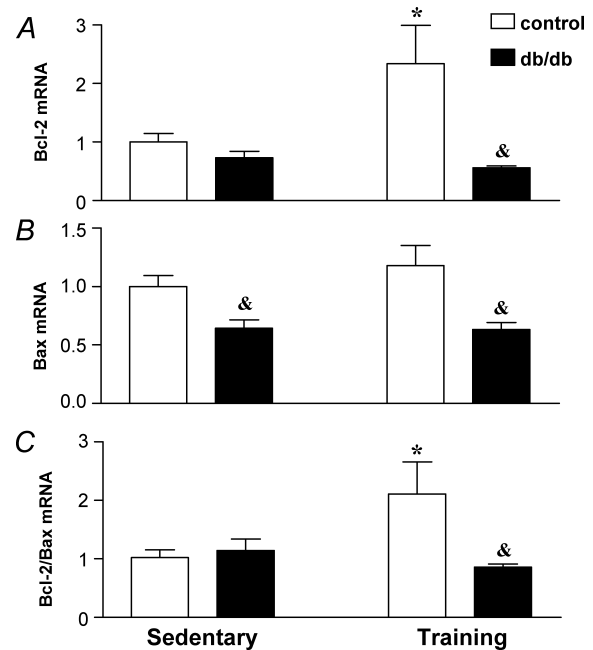 A
3
*
control
db/db
Bcl-2 mRNA
2
1
&
0
B
1.5
Bax mRNA
1.0
&
&
0.5
0.0
C
3
*
Bcl-2/Bax mRNA
2
1
&
0
Sedentary Training